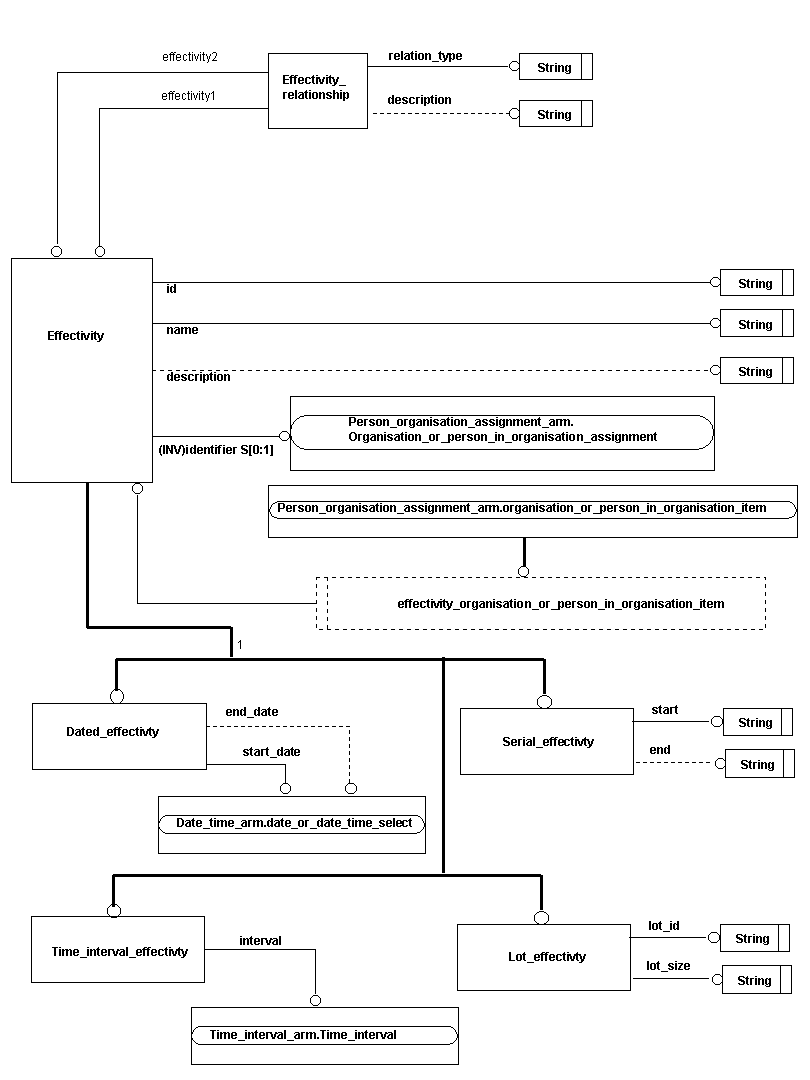 effectivity2
relation_type
String
Effectivity_
relationship
effectivity1
description
String
id
String
Effectivity
name
String
description
String
Person_organisation_assignment_arm.
Organisation_or_person_in_organisation_assignment
(INV)identifier S[0:1]
Person_organisation_assignment_arm.organisation_or_person_in_organisation_item
effectivity_organisation_or_person_in_organisation_item
1
Dated_effectivty
end_date
start_date
Date_time_arm.date_or_date_time_select
Serial_effectivty
start
String
end
String
Time_interval_effectivty
interval
Time_interval_arm.Time_interval
Lot_effectivty
lot_id
String
lot_size
String